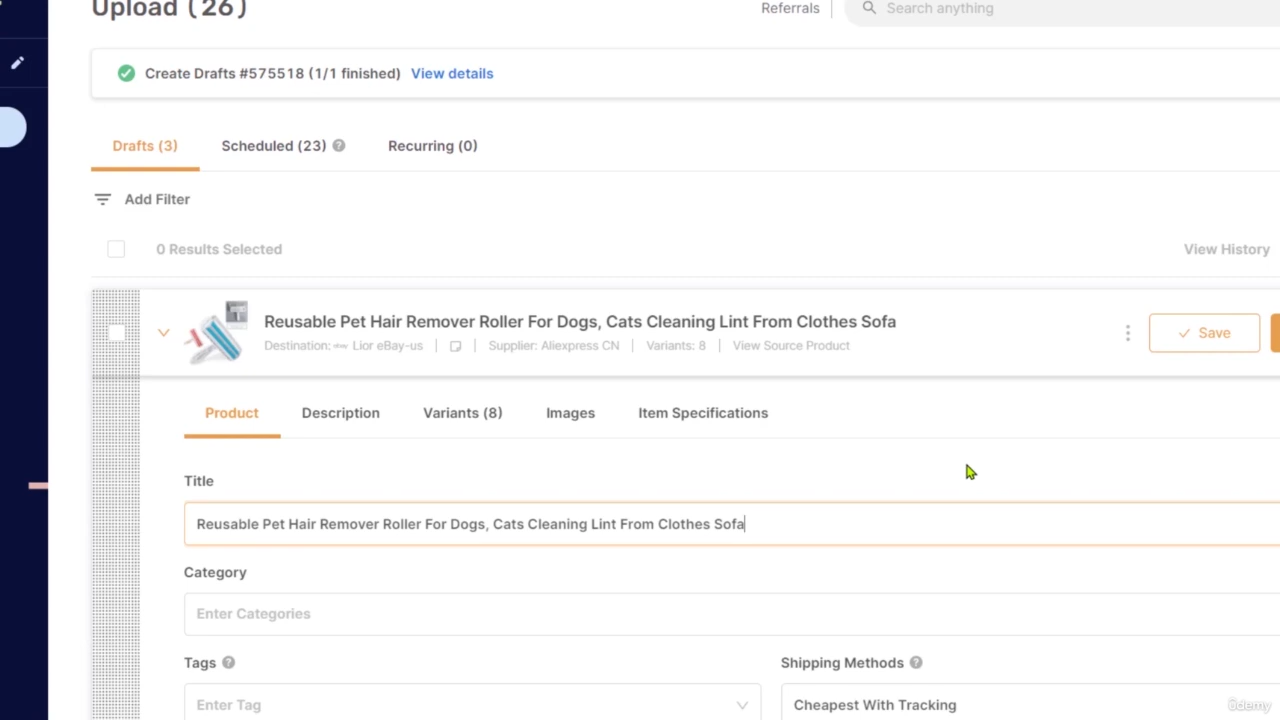 Upload (26)
Referrals
Search anything
Create Drafts #575518 (1/1 finished) View details
Drafts (3)
Scheduled (23)
Recurring (0)
Add Filter
0 Results Selected
View History
Reusable Pet Hair Remover Roller For Dogs, Cats Cleaning Lint From Clothes Sofa
Destination: ebay Lior eBay-us
Supplier: Aliexpress CN
Variants: 8
View Source Product
Save
Product
Description
Variants (8)
Images
Item Specifications
Title
Reusable Pet Hair Remover Roller For Dogs, Cats Cleaning Lint From Clothes Sofa
Category
Enter Categories
Tags
Shipping Methods
Enter Tag
Cheapest With Tracking
ûdemy